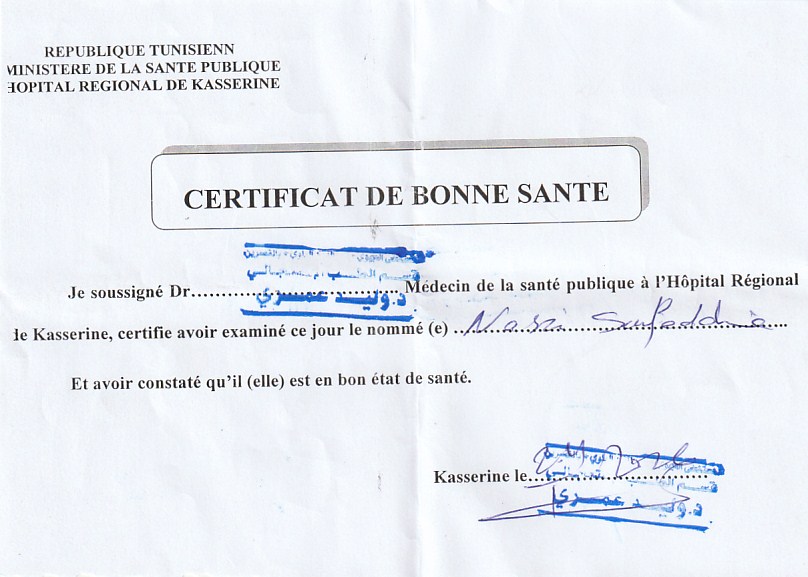 REPUBLIQUE TUNISIENN
MINISTERE DE LA SANTE PUBLIQUE
HOPITAL REGIONAL DE KASSERINE
CERTIFICAT DE BONNE SANTE
د.وليد عمري
Je soussigné Dr.............................. Médecin de la santé publique à l'Hôpital Régional
de Kasserine, certifie avoir examiné ce jour le nommé (e) .. Nasri
Et avoir constaté qu'il (elle) est en bon état de santé.
Kasserine le..............................
د.وليد عمري